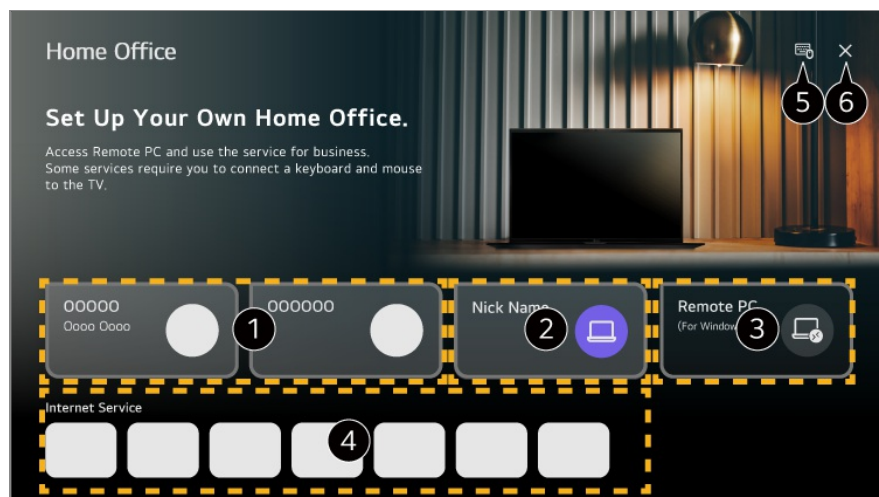 Home Office
5
6
Set Up Your Own Home Office.
Access Remote PC and use the service for business.
Some services require you to connect a keyboard and mouse
to the TV.
OOOOO
Oooo Oooo
1
OOOOOO
Nick Name
2
Remote PC
(For Window
3
Internet Service
4